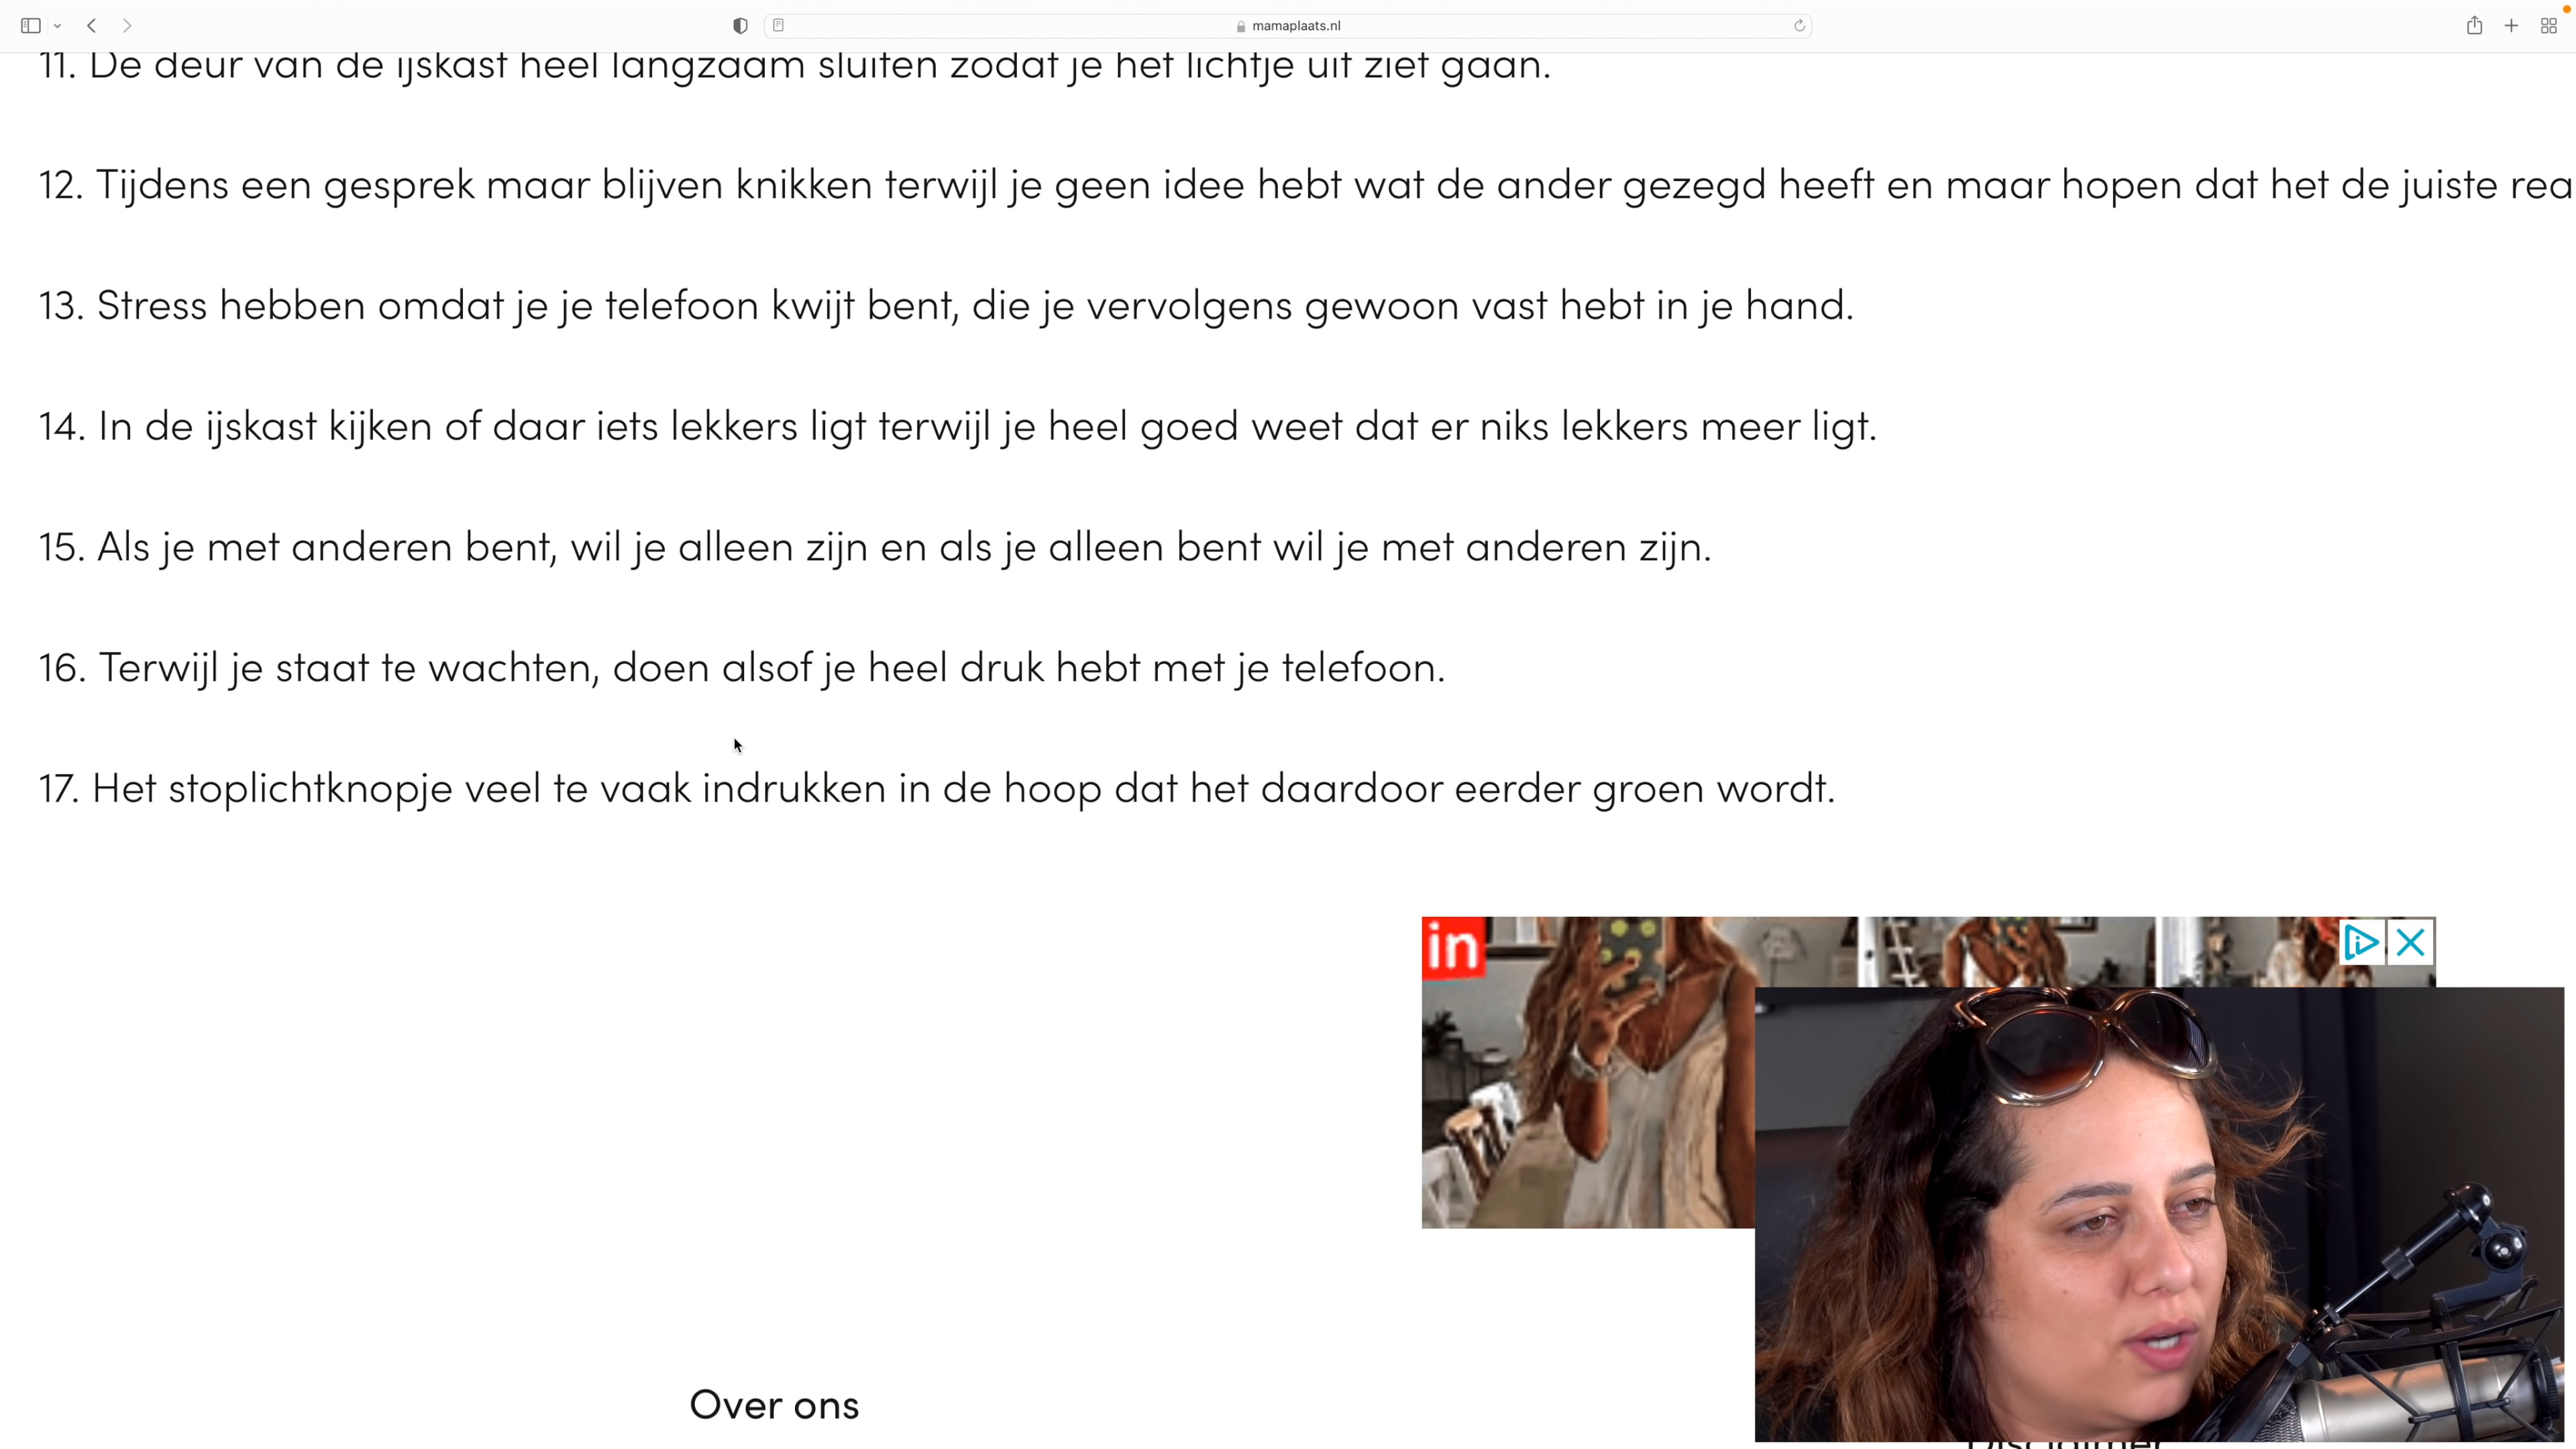 mamaplaats.nl
11. De deur van de ijskast heel langzaam sluiten zodat je het lichtje uit ziet gaan.
12. Tijdens een gesprek maar blijven knikken terwijl je geen idee hebt wat de ander gezegd heeft en maar hopen dat het de juiste rea
13. Stress hebben omdat je je telefoon kwijt bent, die je vervolgens gewoon vast hebt in je hand.
14. In de ijskast kijken of daar iets lekkers ligt terwijl je heel goed weet dat er niks lekkers meer ligt.
15. Als je met anderen bent, wil je alleen zijn en als je alleen bent wil je met anderen zijn.
16. Terwijl je staat te wachten, doen alsof je heel druk hebt met je telefoon.
17. Het stoplichtknopje veel te vaak indrukken in de hoop dat het daardoor eerder groen wordt.
in
Over ons
Disclaimer